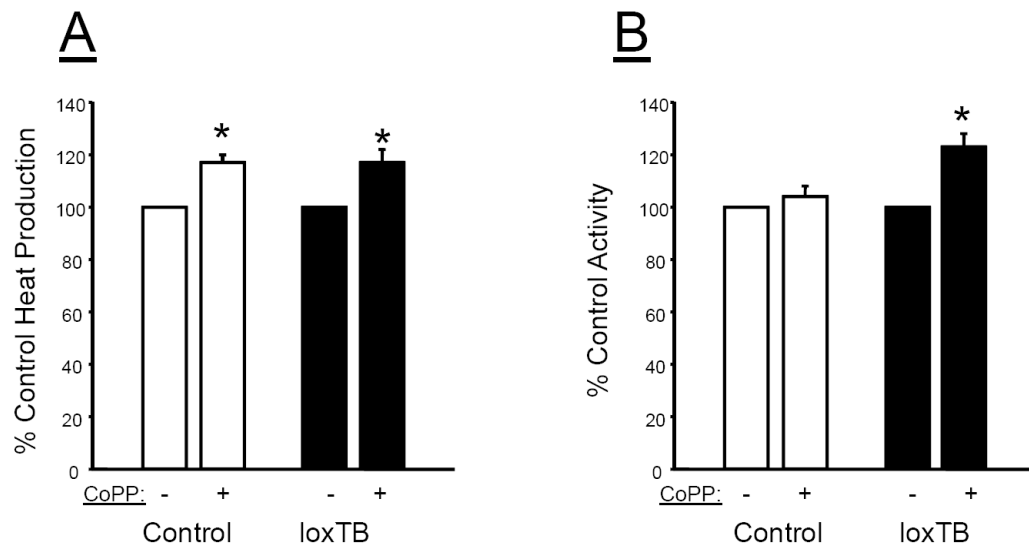 A
B
% Control Heat Production
140
120
100
80
60
40
20
0
*
*
CoPP: - + - +
Control loxTB
% Control Activity
140
120
100
80
60
40
20
0
*
CoPP: - + - +
Control loxTB